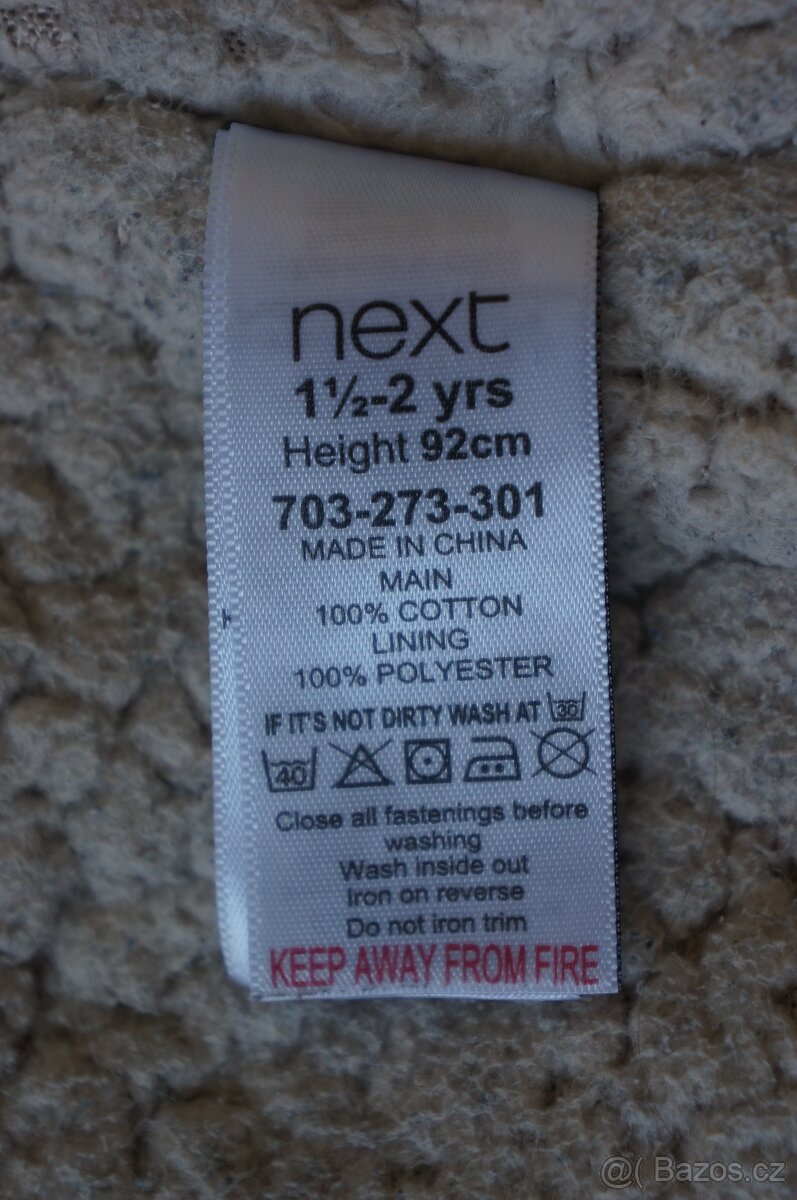 next
1½-2 yrs
Height 92cm
703-273-301
MADE IN CHINA
MAIN
100% COTTON
LINING
100% POLYESTER
IF IT'S NOT DIRTY WASH AT 30
40
Close all fastenings before
washing
Wash inside out
Iron on reverse
Do not iron trim
KEEP AWAY FROM FIRE
@( Bazos.cz